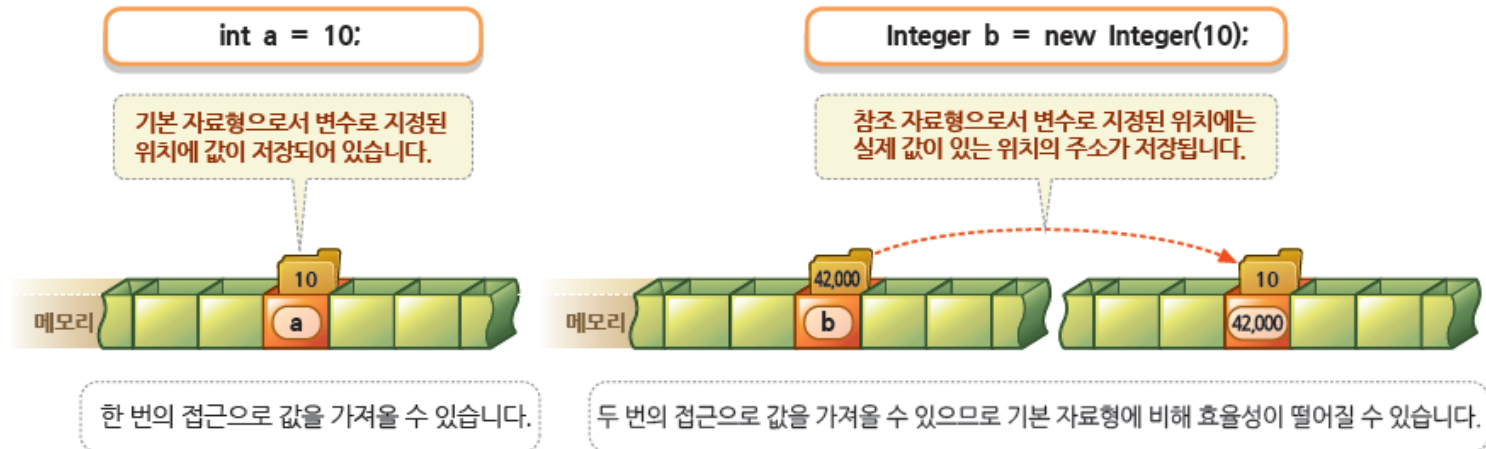 int a = 10;
Integer b = new Integer(10);
기본 자료형으로서 변수로 지정된
위치에 값이 저장되어 있습니다.
참조 자료형으로서 변수로 지정된 위치에는
실제 값이 있는 위치의 주소가 저장됩니다.
10
메모리
a
42,000
메모리
b
10
42,000
한 번의 접근으로 값을 가져올 수 있습니다.
두 번의 접근으로 값을 가져올 수 있으므로 기본 자료형에 비해 효율성이 떨어질 수 있습니다.